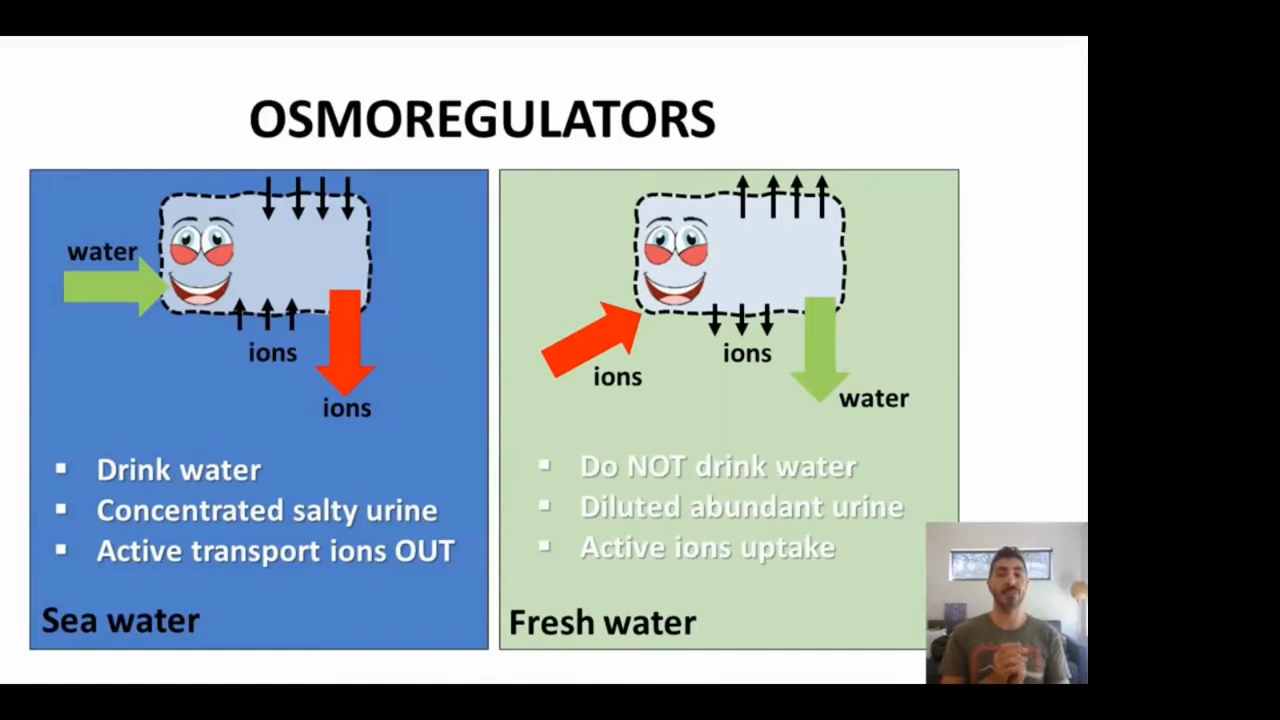 OSMOREGULATORS
water
ions
ions
▪ Drink water
▪ Concentrated salty urine
▪ Active transport ions OUT
Sea water
ions
ions
water
▪ Do NOT drink water
▪ Diluted abundant urine
▪ Active ions uptake
Fresh water